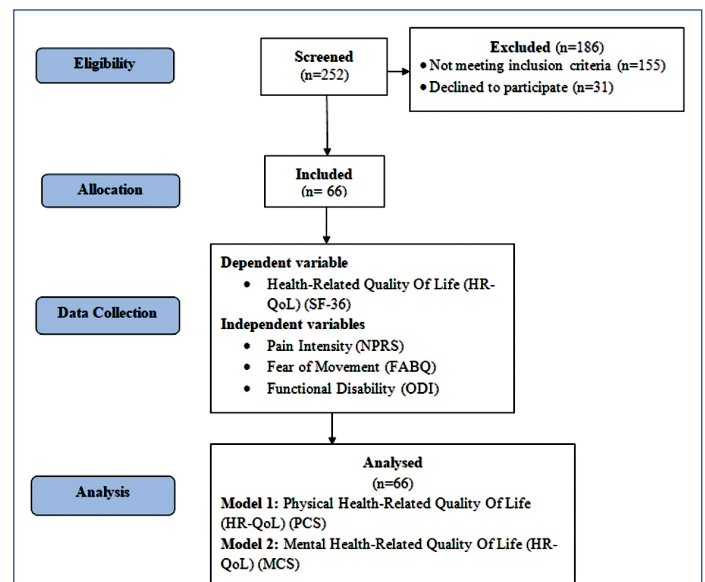 Eligibility
Screened
(n=252)
Excluded (n=186)
• Not meeting inclusion criteria (n=155)
• Declined to participate (n=31)
Allocation
Included
(n= 66)
Data Collection
Dependent variable
• Health-Related Quality Of Life (HR-
QoL) (SF-36)
Independent variables
• Pain Intensity (NPRS)
• Fear of Movement (FABQ)
• Functional Disability (ODI)
Analysis
Analysed
(n=66)
Model 1: Physical Health-Related Quality Of Life
(HR-QoL) (PCS)
Model 2: Mental Health-Related Quality Of Life (HR-
QoL) (MCS)